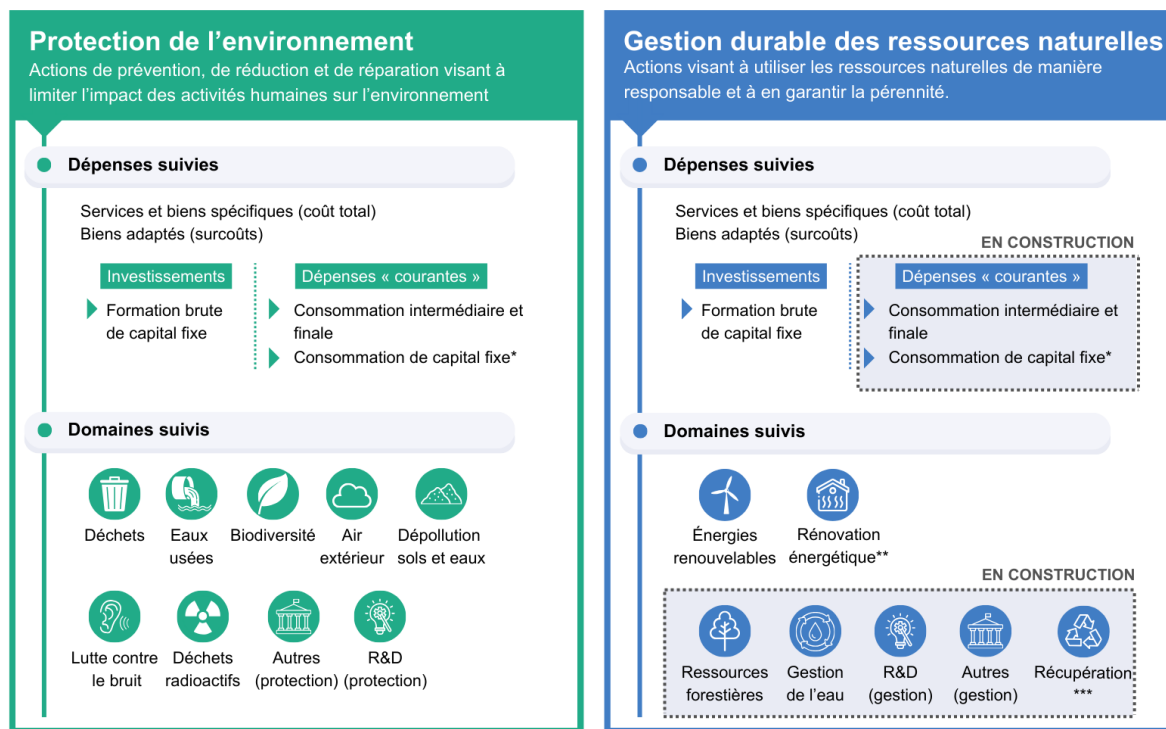 Protection de l’environnement
Actions de prévention, de réduction et de réparation visant à
limiter l’impact des activités humaines sur l’environnement
Dépenses suivies
Services et biens spécifiques (coût total)
Biens adaptés (surcoûts)
Investissements
Formation brute
de capital fixe
Dépenses « courantes »
Consommation intermédiaire et
finale
Consommation de capital fixe*
Domaines suivis
Déchets
Eaux
usées
Biodiversité
Air
extérieur
Dépollution
sols et eaux
Lutte contre
le bruit
Déchets
radioactifs
Autres
(protection)
R&D
(protection)
Gestion durable des ressources naturelles
Actions visant à utiliser les ressources naturelles de manière
responsable et à en garantir la pérennité.
Dépenses suivies
Services et biens spécifiques (coût total)
Biens adaptés (surcoûts)
EN CONSTRUCTION
Investissements
Formation brute
de capital fixe
Dépenses « courantes »
Consommation intermédiaire et
finale
Consommation de capital fixe*
Domaines suivis
Énergies
renouvelables
Rénovation
énergétique**
EN CONSTRUCTION
Ressources
forestières
Gestion
de l’eau
R&D
(gestion)
Autres
(gestion)
Récupération
***